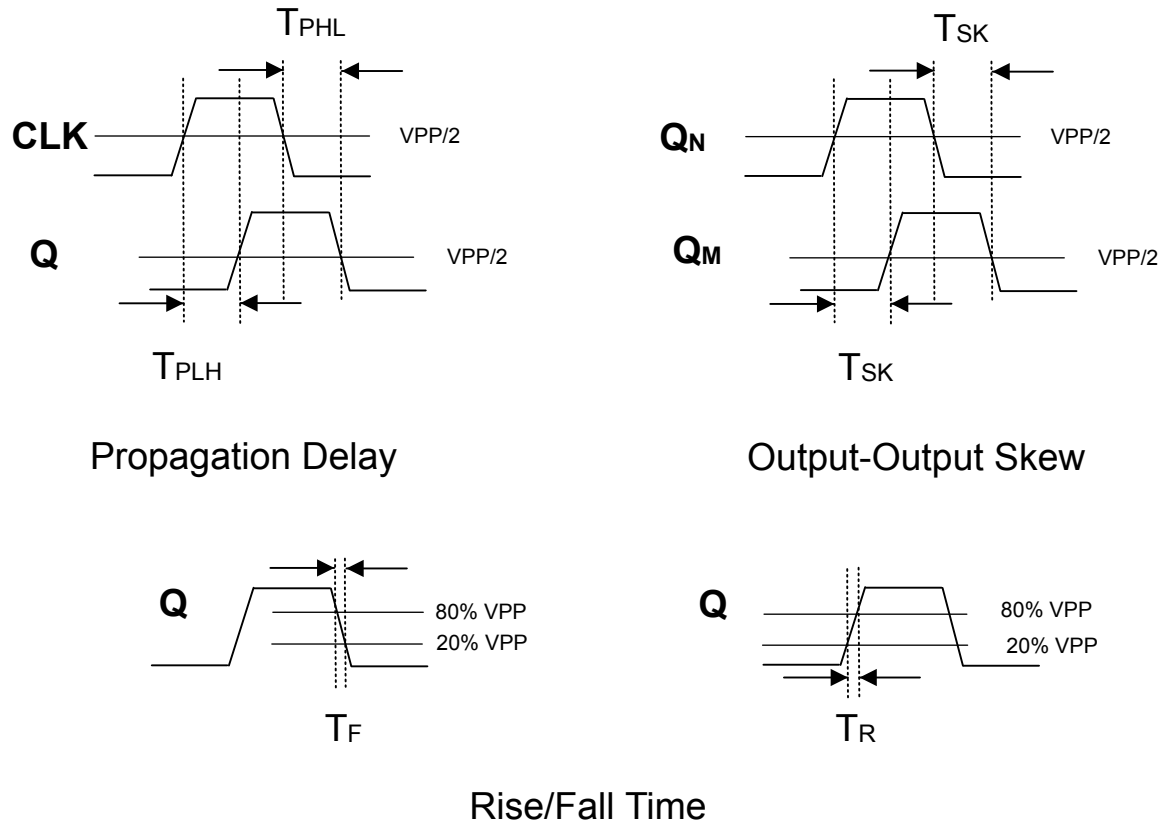 TPHL
CLK
VPP/2
Q
VPP/2
TPLH
Propagation Delay
TSK
QN
VPP/2
QM
VPP/2
TSK
Output-Output Skew
Q
80% VPP
20% VPP
TF
Q
80% VPP
20% VPP
TR
Rise/Fall Time